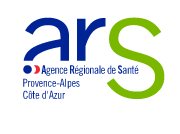 ars
Agence Régionale de Santé
Provence-Alpes
Côte d'Azur